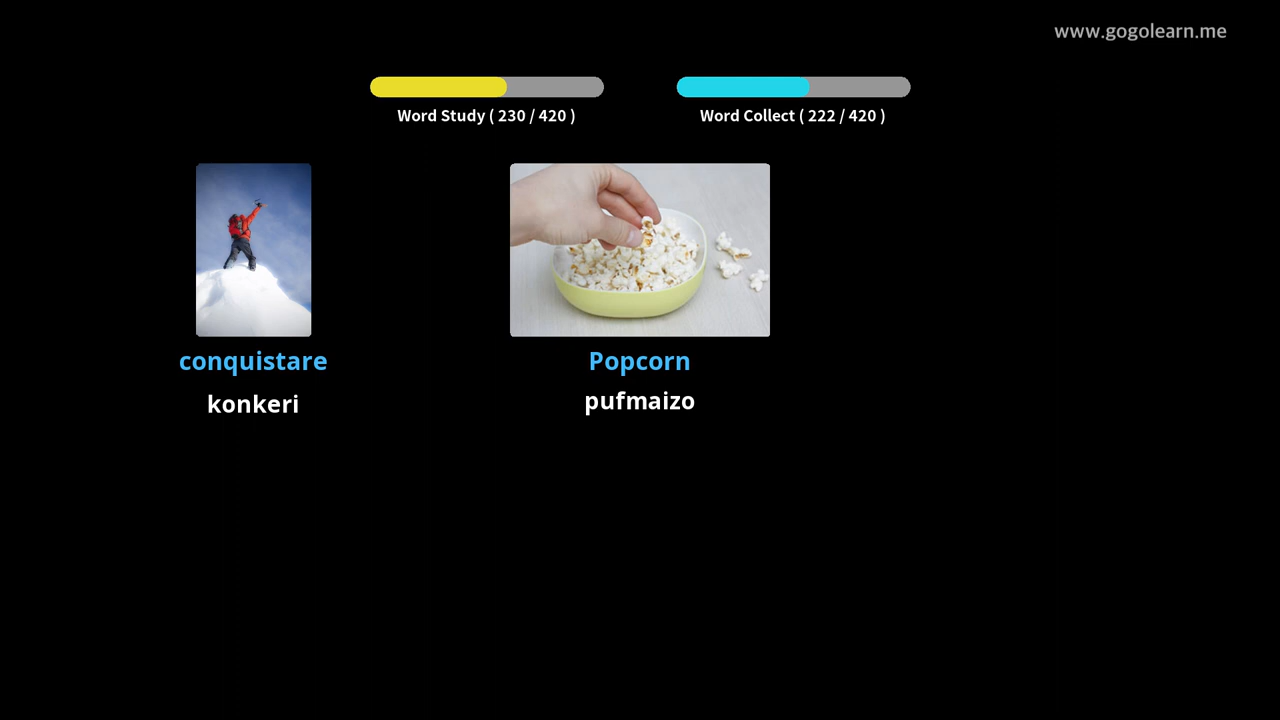 www.gogolearn.me
Word Study ( 230 / 420 )
Word Collect ( 222 / 420 )
conquistare
konkeri
Popcorn
pufmaizo